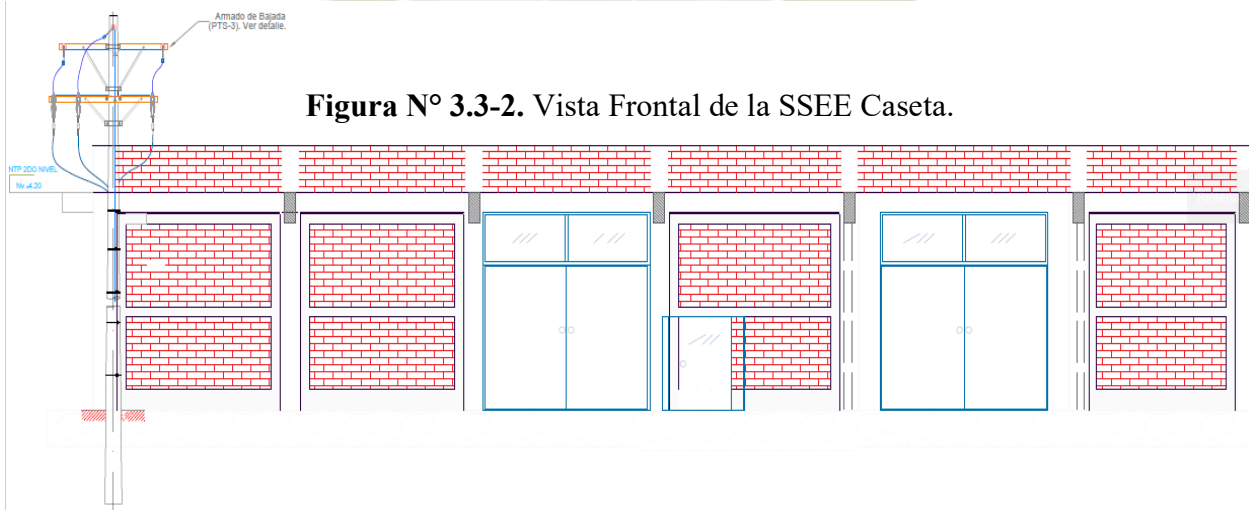 Armado de Bajada
(PTS-3). Ver detalle.
Figura N° 3.3-2. Vista Frontal de la SSEE Caseta.
NTP 2DO NIVEL
Nv.4.20